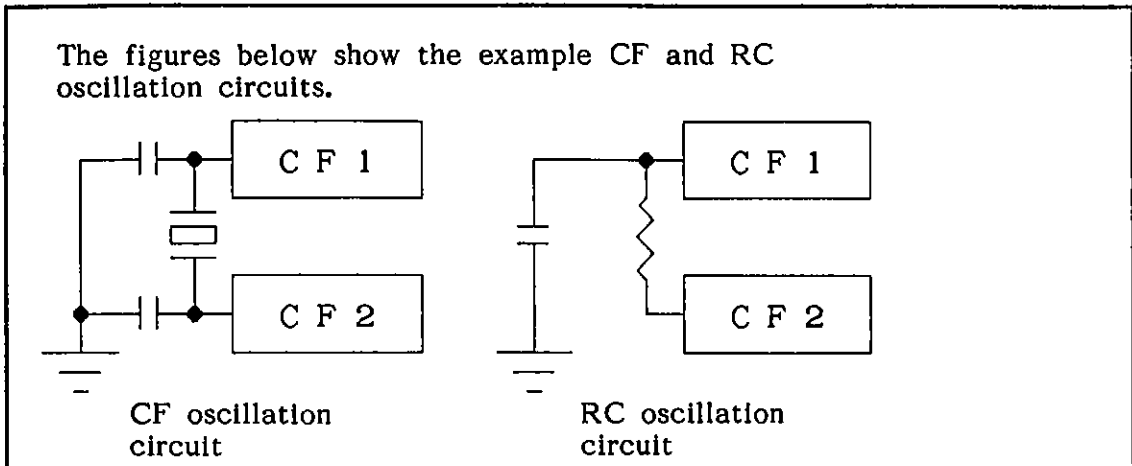 The figures below show the example CF and RC
oscillation circuits.
C F 1
C F 1
C F 2
C F 2
CF oscillation
circuit
RC oscillation
circuit